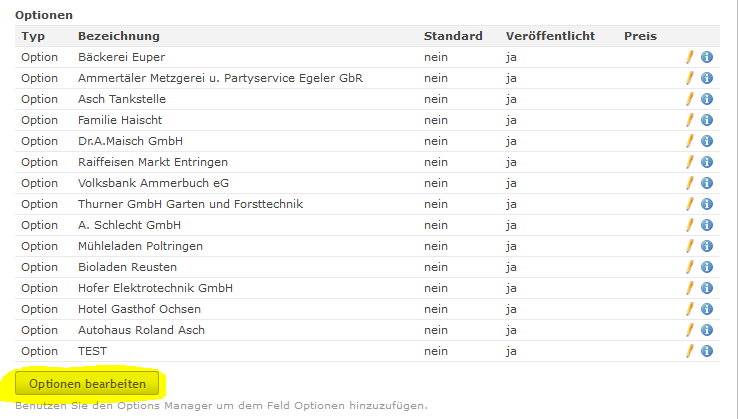 Optionen
Typ Bezeichnung Standard Veröffentlicht Preis
Option Bäckerei Euper nein ja
Option Ammertäler Metzgerei u. Partyservice Egeler GbR nein ja
Option Asch Tankstelle nein ja
Option Familie Haischt nein ja
Option Dr.A.Maisch GmbH nein ja
Option Raiffeisen Markt Entringen nein ja
Option Volksbank Ammerbuch eG nein ja
Option Thurner GmbH Garten und Forsttechnik nein ja
Option A. Schlecht GmbH nein ja
Option Mühleladen Poltringen nein ja
Option Bioladen Reusten nein ja
Option Hofer Elektrotechnik GmbH nein ja
Option Hotel Gasthof Ochsen nein ja
Option Autohaus Roland Asch nein ja
Option TEST nein ja
Optionen bearbeiten
Benutzen Sie den Options Manager um dem Feld Optionen hinzuzufügen.